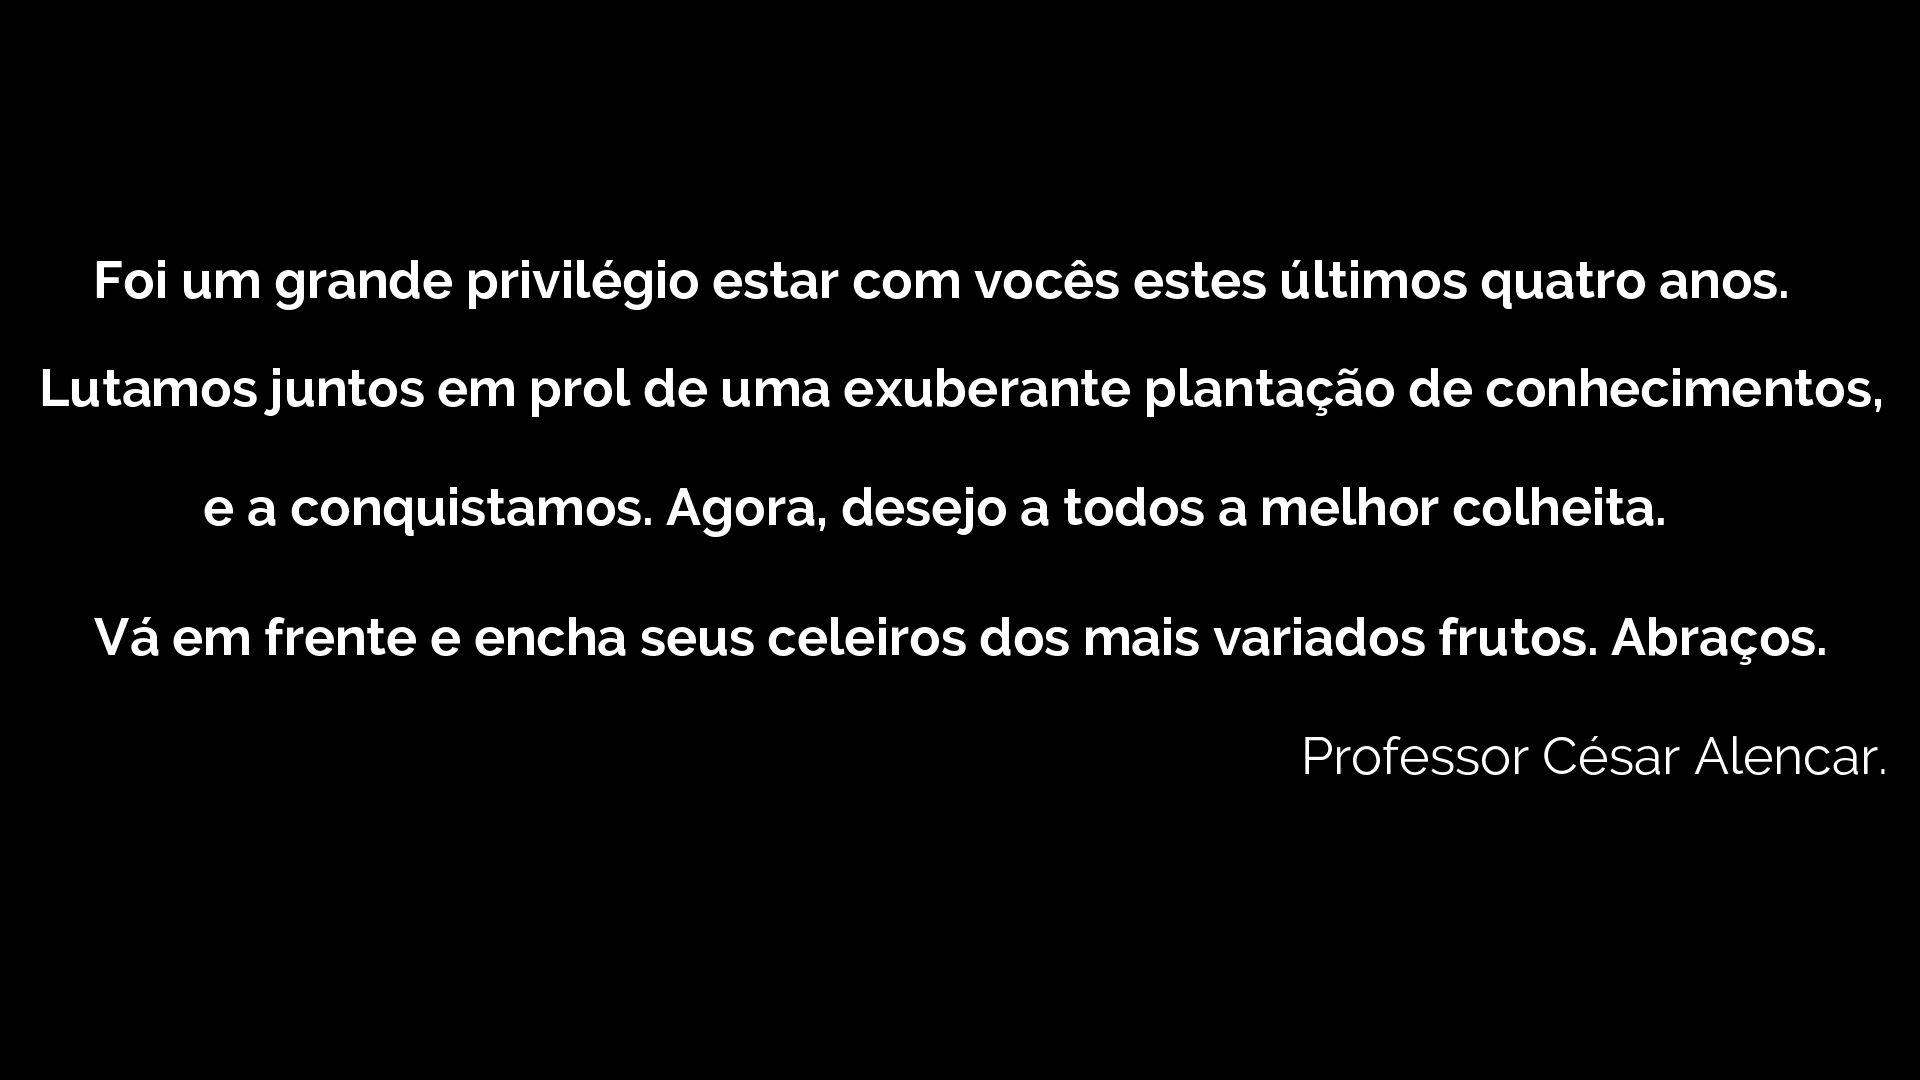 Foi um grande privilégio estar com vocês estes últimos quatro anos.
Lutamos juntos em prol de uma exuberante plantação de conhecimentos,
e a conquistamos. Agora, desejo a todos a melhor colheita.
Vá em frente e encha seus celeiros dos mais variados frutos. Abraços.
Professor César Alencar.